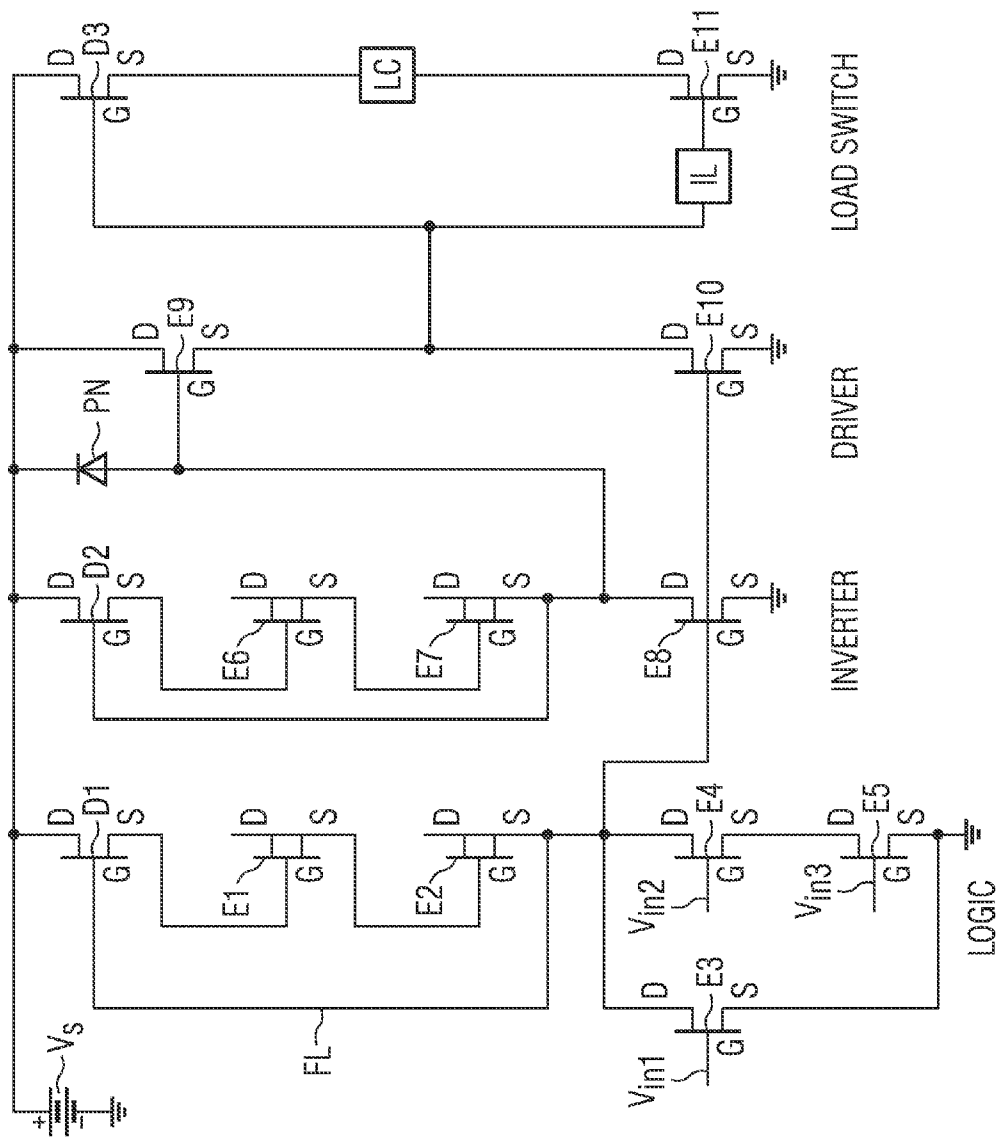 +
-
V_s
FL
D
D1
S
G
E1
D
S
G
E2
D
S
G
V_in1
D
E3
S
G
V_in2
D
E4
S
G
V_in3
D
E5
S
G
LOGIC
D
D2
S
G
E6
D
S
G
E7
D
S
G
E8
D
S
G
INVERTER
PN
D
E9
S
G
D
E10
S
G
DRIVER
D
D3
S
G
LC
IL
D
E11
S
G
LOAD SWITCH